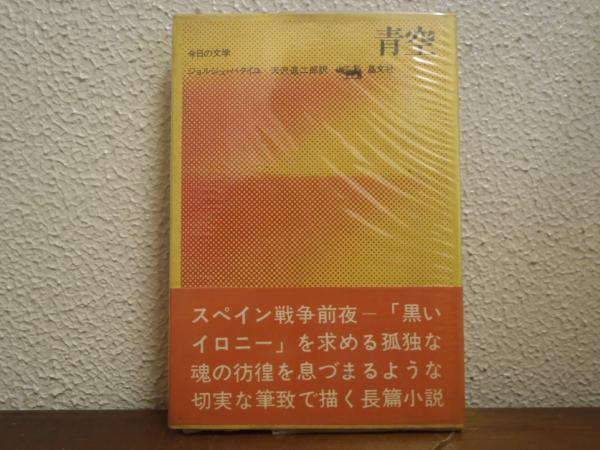 青空
今日の文学
ジョルジュ・バタイユ 天沢退二郎訳 晶文社
スペイン戦争前夜―「黒い
イロニー」を求める孤独な
魂の彷徨を息づまるような
切実な筆致で描く長篇小説